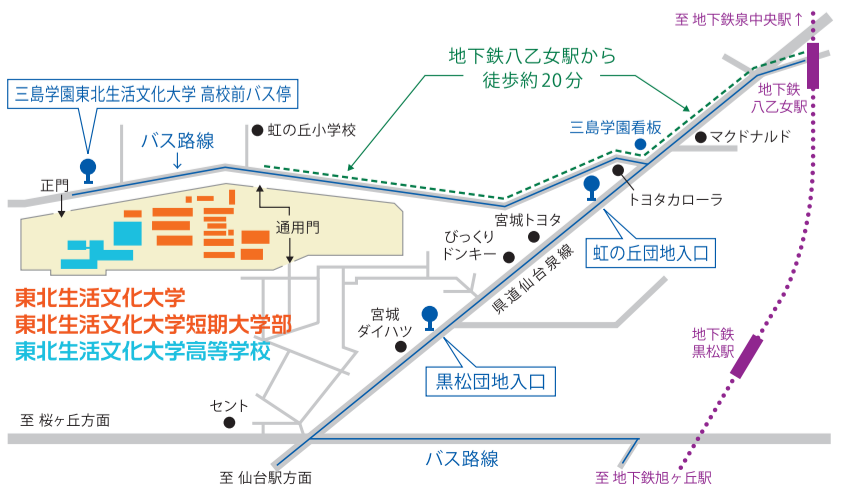 至 地下鉄泉中央駅↑
地下鉄八乙女駅から
徒歩約20分
三島学園東北生活文化大学 高校前バス停
地下鉄
八乙女駅
三島学園看板
マクドナルド
虹の丘小学校
バス路線
正門
トヨタカローラ
通用門
宮城トヨタ
びっくり
ドンキー
虹の丘団地入口
県道仙台泉線
東北生活文化大学
東北生活文化大学短期大学部
東北生活文化大学高等学校
宮城
ダイハツ
地下鉄
黒松駅
黒松団地入口
セント
至 桜ヶ丘方面
バス路線
至 仙台駅方面
至 地下鉄旭ヶ丘駅